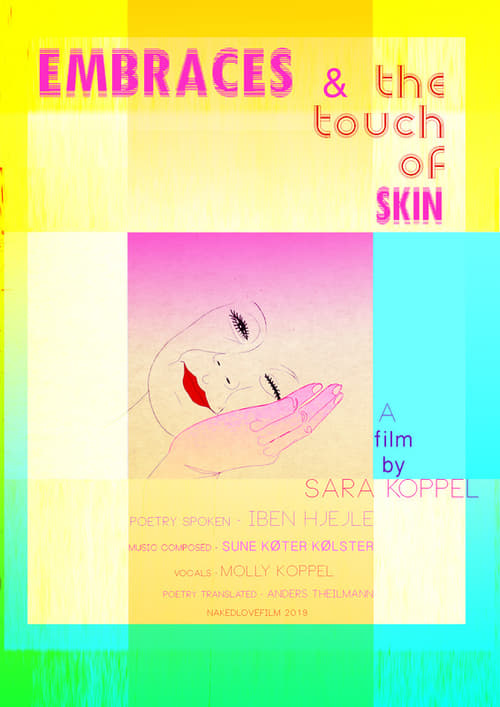 EMBRACES & the
touch
of
SKIN
A
film
by
SARA KOPPEL
POETRY SPOKEN · IBEN HJEJLE
MUSIC COMPOSED · SUNE KØTER KØLSTER
VOCALS · MOLLY KOPPEL
POETRY TRANSLATED · ANDERS THEILMANN
NAKEDLOVEFILM 2019